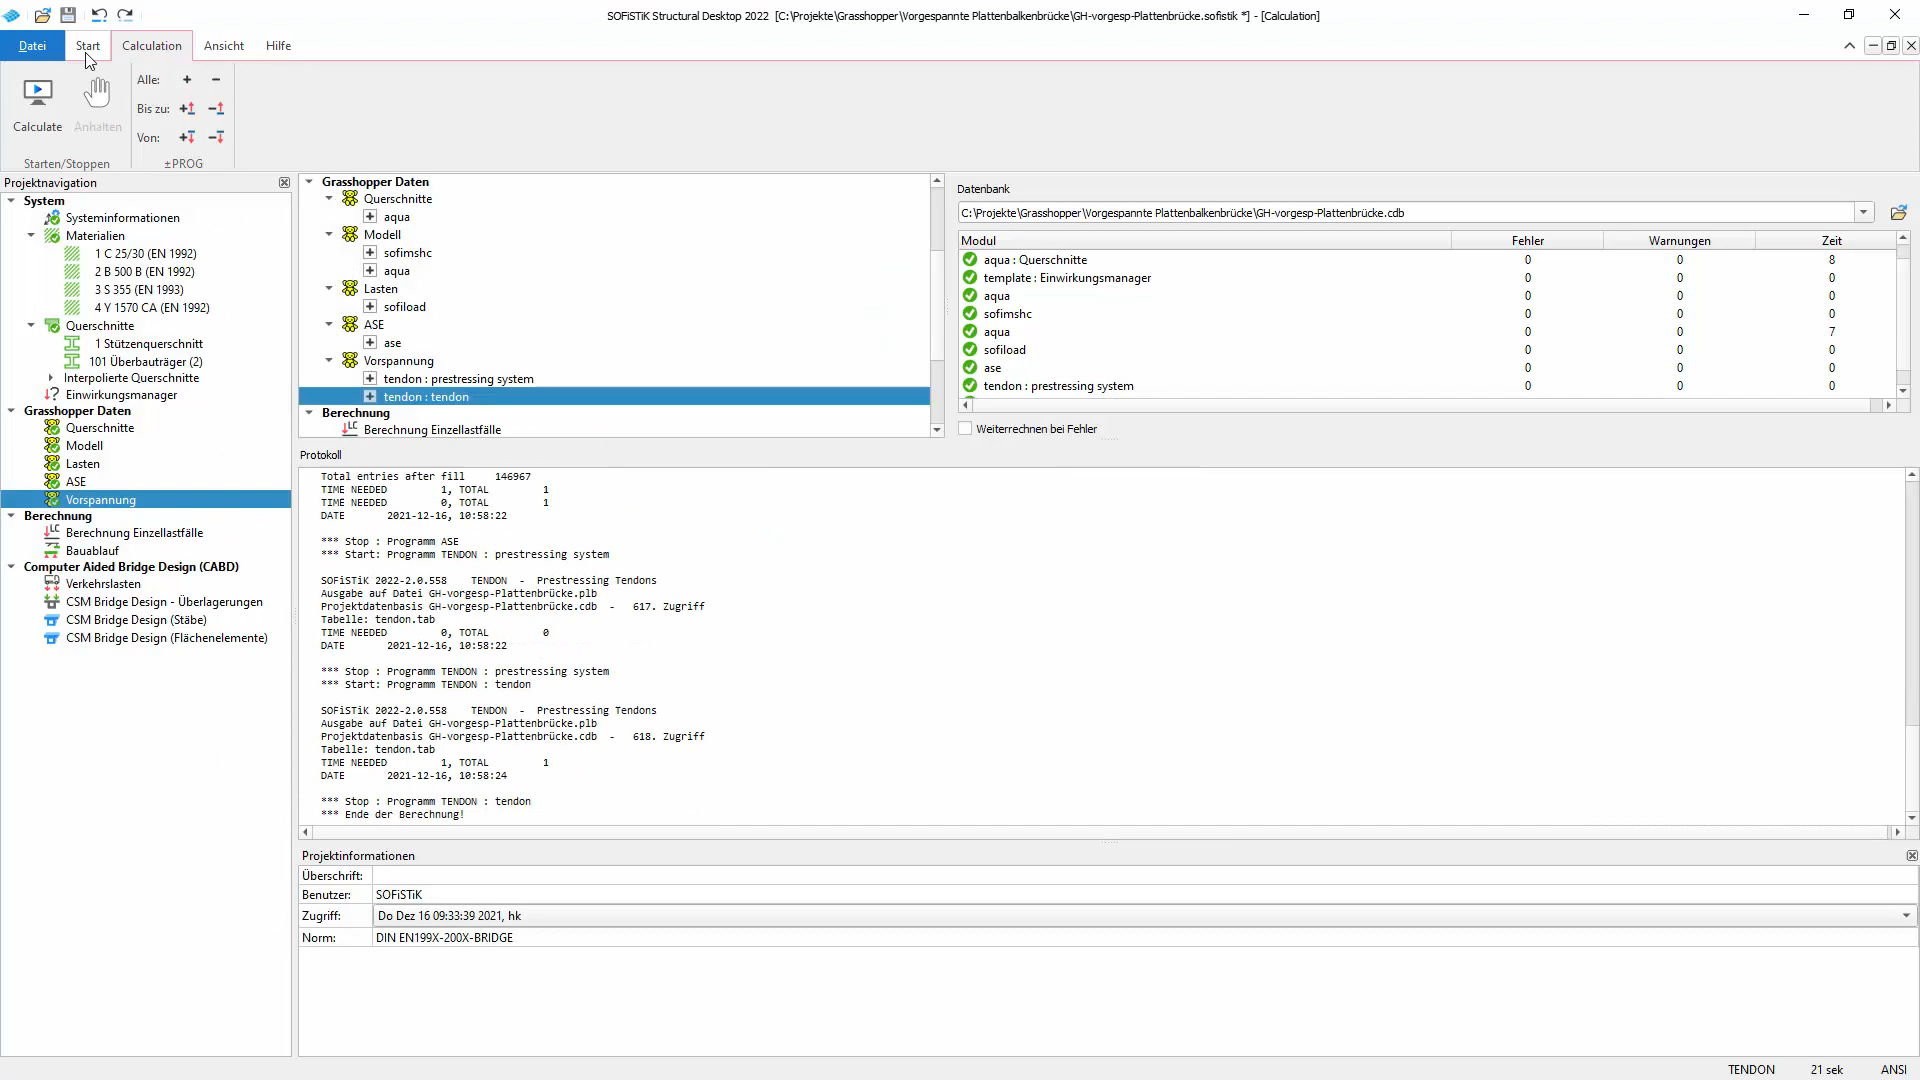 SOFiSTiK Structural Desktop 2022 [C:\Projekte\Grasshopper\Vorgespannte Plattenbalkenbrücke\GH-vorgesp-Plattenbrücke.sofistik *] - [Calculation]
Datei Start Calculation Ansicht Hilfe
Calculate Anhalten
Starten/Stoppen
Alle: + -
Bis zu:
Von:
±PROG
Projektnavigation
System
Systeminformationen
Materialien
1 C 25/30 (EN 1992)
2 B 500 B (EN 1992)
3 S 355 (EN 1993)
4 Y 1570 CA (EN 1992)
Querschnitte
1 Stützenquerschnitt
101 Überbauträger (2)
Interpolierte Querschnitte
Einwirkungsmanager
Grasshopper Daten
Querschnitte
Modell
Lasten
ASE
Vorspannung
Berechnung
Berechnung Einzellastfälle
Bauablauf
Computer Aided Bridge Design (CABD)
Verkehrslasten
CSM Bridge Design - Überlagerungen
CSM Bridge Design (Stäbe)
CSM Bridge Design (Flächenelemente)
Grasshopper Daten
Querschnitte
aqua
Modell
sofimshc
aqua
Lasten
sofiload
ASE
ase
Vorspannung
tendon : prestressing system
tendon : tendon
Berechnung
Berechnung Einzellastfälle
Datenbank
C:\Projekte\Grasshopper\Vorgespannte Plattenbalkenbrücke\GH-vorgesp-Plattenbrücke.cdb
Modul Fehler Warnungen Zeit
aqua : Querschnitte 0 0 8
template : Einwirkungsmanager 0 0 0
aqua 0 0 0
sofimshc 0 0 0
aqua 0 0 7
sofiload 0 0 0
ase 0 0 0
tendon : prestressing system 0 0 0
Weiterrechnen bei Fehler
Protokoll
Total entries after fill 146967
TIME NEEDED 1, TOTAL 1
TIME NEEDED 0, TOTAL 1
DATE 2021-12-16, 10:58:22
*** Stop : Programm ASE
*** Start: Programm TENDON : prestressing system
SOFiSTiK 2022-2.0.558 TENDON - Prestressing Tendons
Ausgabe auf Datei GH-vorgesp-Plattenbrücke.plb
Projektdatenbasis GH-vorgesp-Plattenbrücke.cdb - 617. Zugriff
Tabelle: tendon.tab
TIME NEEDED 0, TOTAL 0
DATE 2021-12-16, 10:58:22
*** Stop : Programm TENDON : prestressing system
*** Start: Programm TENDON : tendon
SOFiSTiK 2022-2.0.558 TENDON - Prestressing Tendons
Ausgabe auf Datei GH-vorgesp-Plattenbrücke.plb
Projektdatenbasis GH-vorgesp-Plattenbrücke.cdb - 618. Zugriff
Tabelle: tendon.tab
TIME NEEDED 1, TOTAL 1
DATE 2021-12-16, 10:58:24
*** Stop : Programm TENDON : tendon
*** Ende der Berechnung!
Projektinformationen
Überschrift:
Benutzer: SOFiSTiK
Zugriff: Do Dez 16 09:33:39 2021, hk
Norm: DIN EN199X-200X-BRIDGE
TENDON 21 sek ANSI